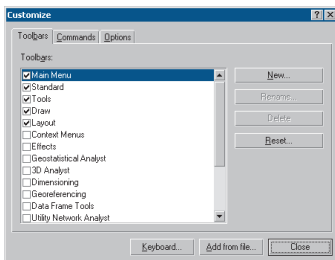 Customize
Toolbars Commands Options
Toolbars:
Main Menu
Standard
Tools
Draw
Layout
Context Menus
Effects
Geostatistical Analyst
3D Analyst
Dimensioning
Georeferencing
Data Frame Tools
Utility Network Analyst
New...
Rename...
Delete
Reset...
Keyboard... Add from file... Close